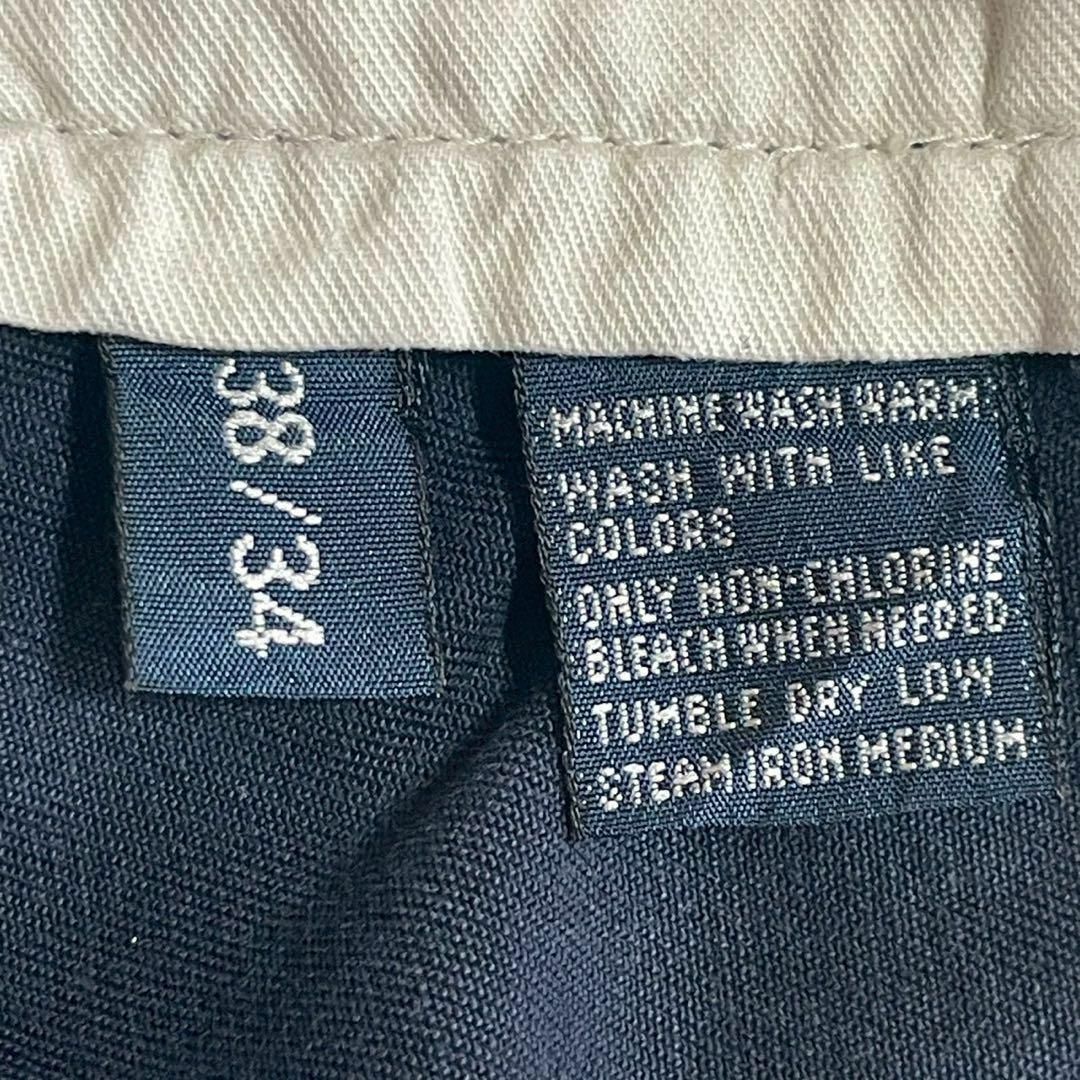 38/34
MACHINE WASH WARM
WASH WITH LIKE
COLORS
ONLY NON-CHLORINE
BLEACH WHEN NEEDED
TUMBLE DRY LOW
STEAM IRON MEDIUM